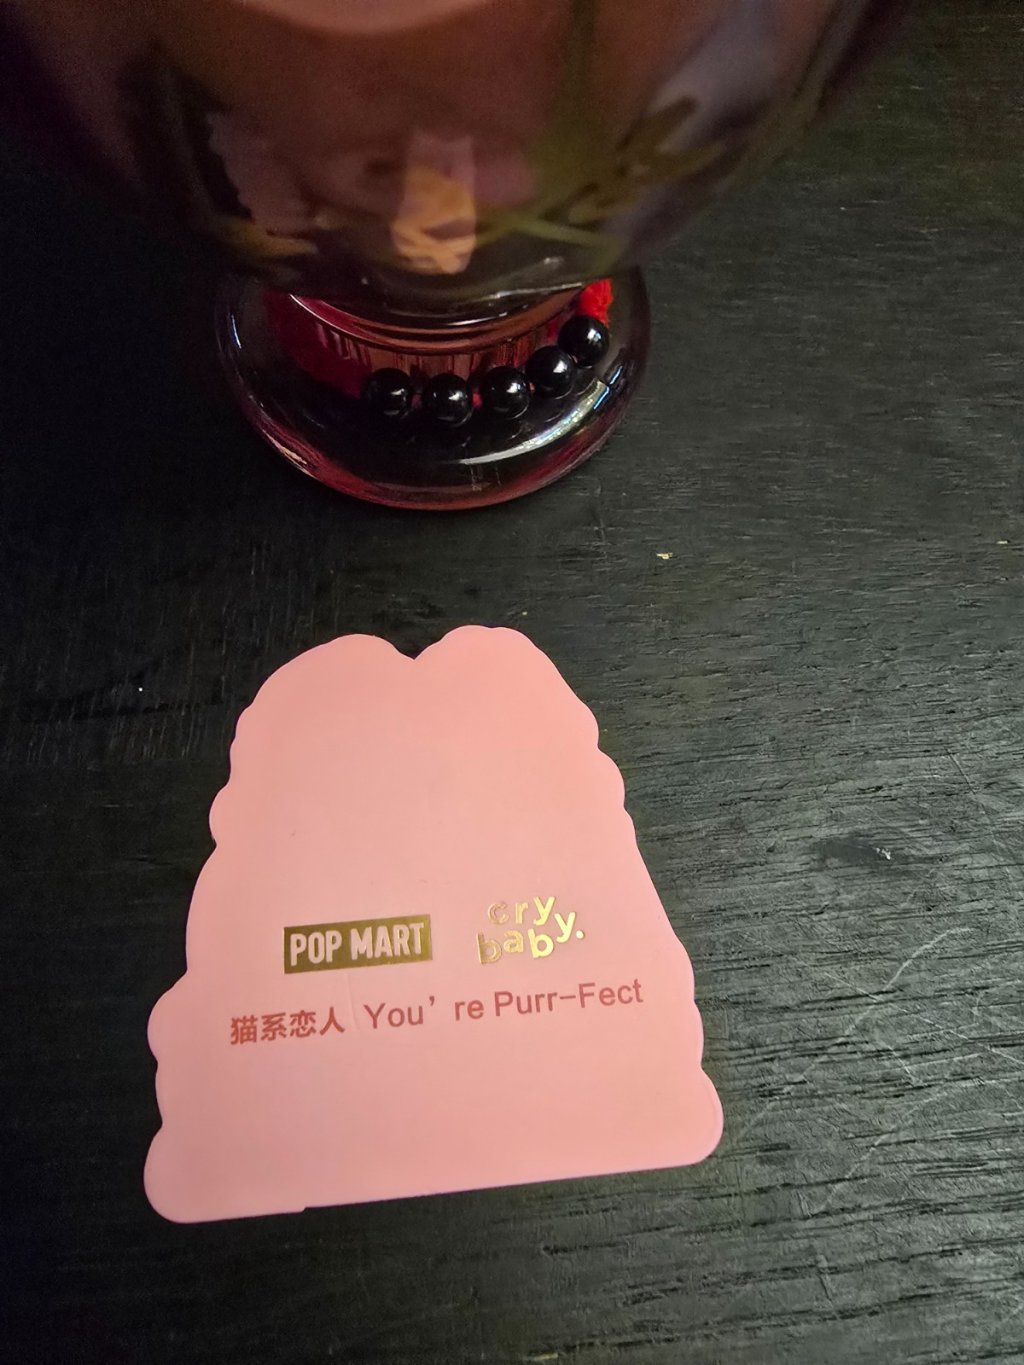 POP MART
cry
baby.
猫系恋人 You're Purr-Fect